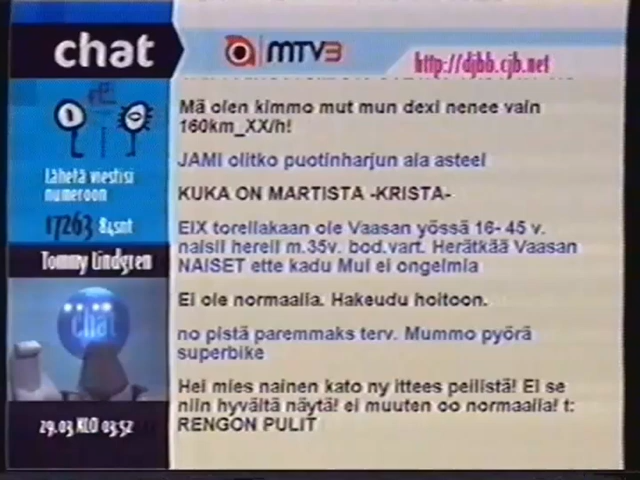 chat
MTV3
http://djbb.cjb.net
Mä olen kimmo mut mun dexi nenee vain
160km_XX/h!
Lähetä viestisi
numeroon
17263 84snt
Tommy Lindgren
chat
29.03 KLO 03:52
JAMI olitko puotinharjun ala asteel
KUKA ON MARTISTA -KRISTA-
EIX torellakaan ole Vaasan yössä 16- 45 v.
naisii hereil m.35v. bod.vart. Herätkää Vaasan
NAISET ette kadu Mul ei ongelmia
Ei ole normaalia. Hakeudu hoitoon.
no pistä paremmaks terv. Mummo pyörä
superbike
Hei mies nainen kato ny ittees peilistä! Ei se
niin hyvältä näytä! ei muuten oo normaalia! t:
RENGON PULIT